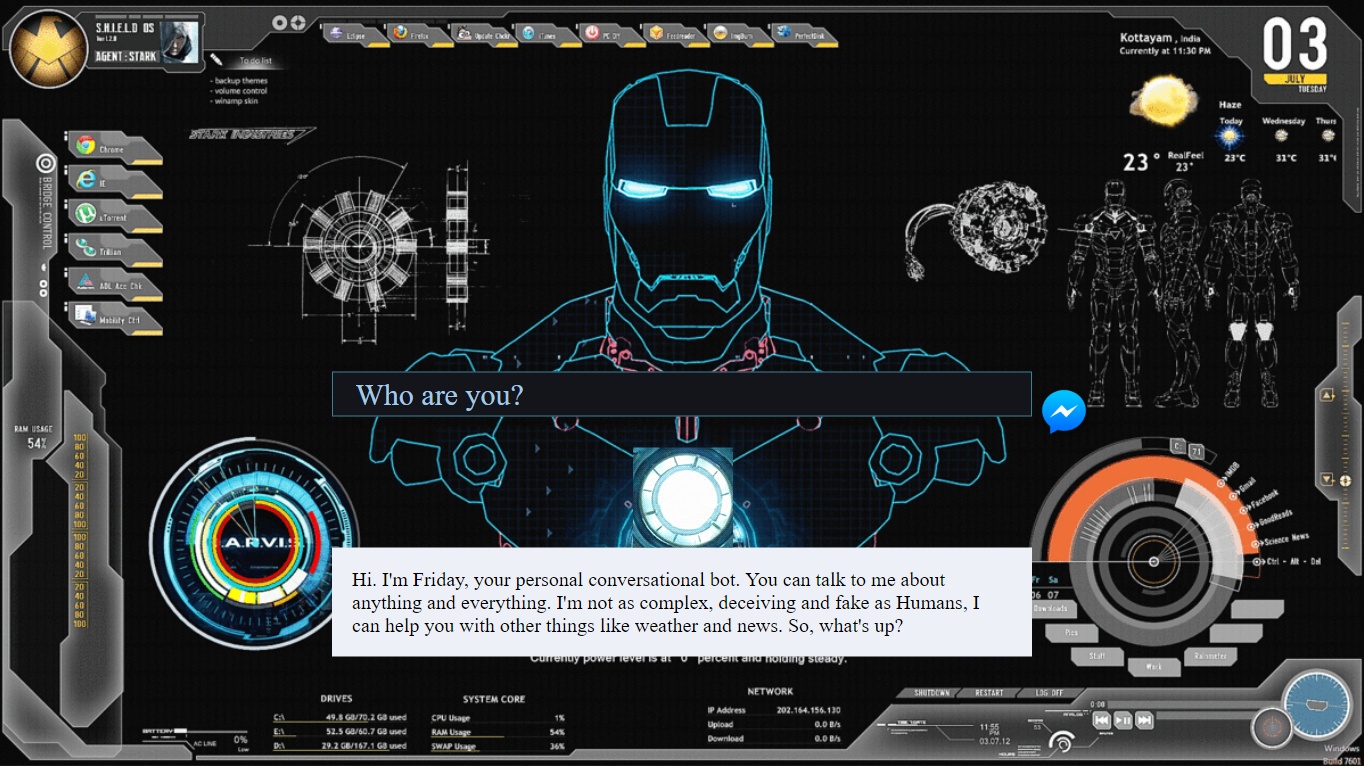 S.H.I.E.L.D OS
Ver 1.2.0
AGENT : STARK
To do list
- backup themes
- volume control
- winamp skin
Eclipse
Firefox
Update Chckr
iTunes
PC Off
Feedreader
ImgBurn
PerfectDisk
Kottayam , India
Currently at 11:30 PM
03
JULY
TUESDAY
Haze
Today
Wednesday
Thurs
23°
RealFeel
23°
23°C
31°C
31°
STARK INDUSTRIES
Chrome
IE
uTorrent
Trillian
AOL Acc Chk
Mobility Ctrl
BRIDGE CONTROL
RAM USAGE
54%
100
80
60
40
20
20
40
60
80
100
100
80
60
40
20
20
40
60
80
100
Who are you?
Hi. I'm Friday, your personal conversational bot. You can talk to me about
anything and everything. I'm not as complex, deceiving and fake as Humans, I
can help you with other things like weather and news. So, what's up?
Currently power level is at "0" percent and holding steady.
A.R.V.I.S.
C:
71
IMDB
Gmail
Facebook
GoodReads
Science News
Ctrl - Alt - Del
Fr Sa
06 07
Downloads
Pics
Stuff
Work
Rainmeter
DRIVES
C:\ 49.8 GB/70.2 GB used
E:\ 52.5 GB/60.7 GB used
D:\ 29.2 GB/167.1 GB used
SYSTEM CORE
CPU Usage 1%
RAM Usage 54%
SWAP Usage 36%
NETWORK
IP Address 202.164.156.130
Upload 0.0 B/s
Download 0.0 B/s
BATTERY
AC LINE
0%
Low
SHUTDOWN
RESTART
LOG OFF
0:00
11:55
PM
03.07.12
53
Windows
Build 7601